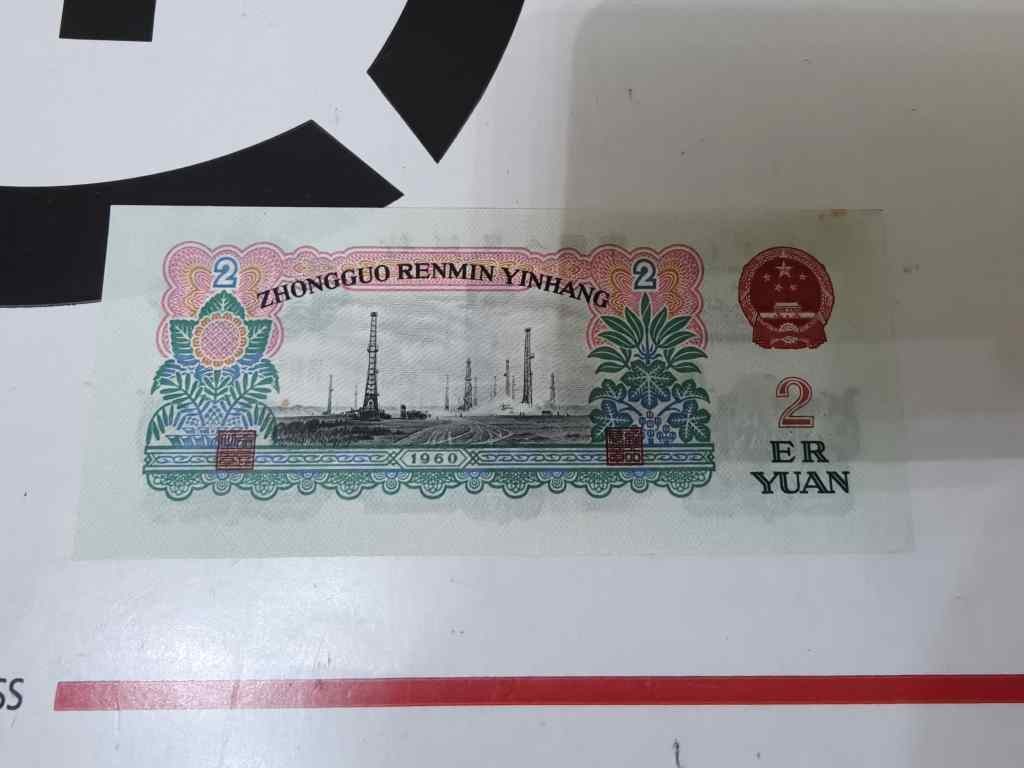 2
2
ZHONGGUO RENMIN YINHANG
1960
2
ER
YUAN
SS